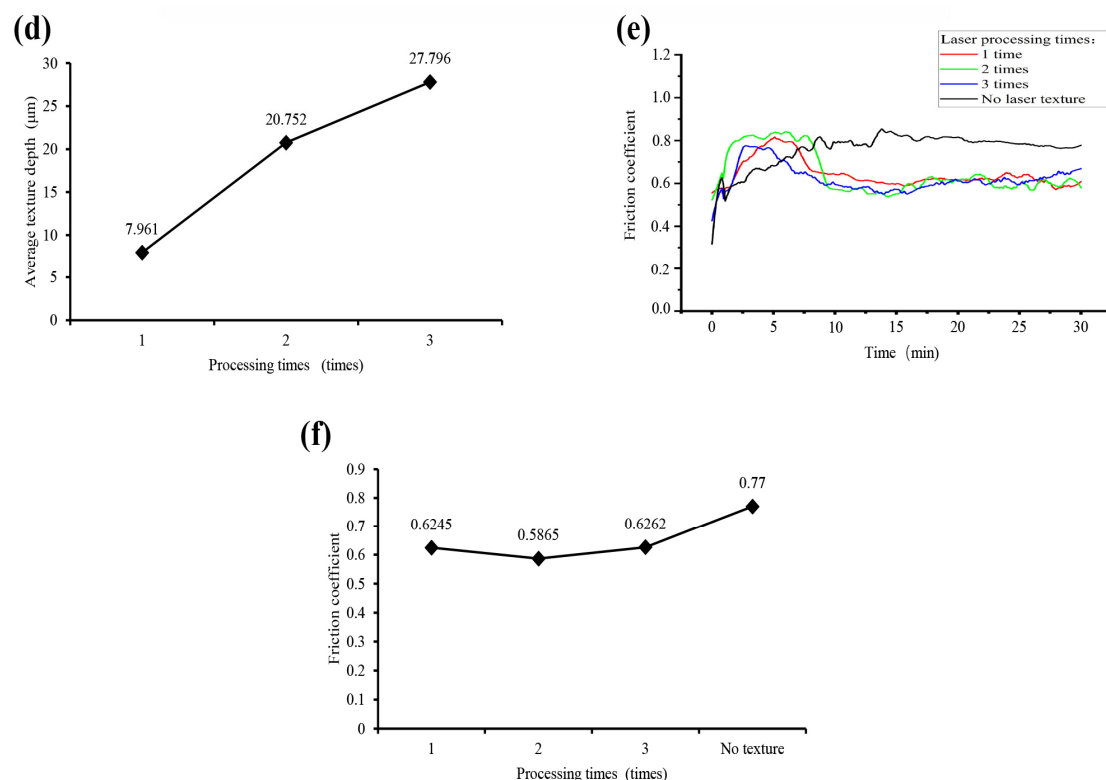 (d)
30
25
20
15
10
5
0
Average texture depth (μm)
7.961
20.752
27.796
1 2 3
Processing times (times)
(e)
Laser processing times:
1 time
2 times
3 times
No laser texture
1.2
1.0
0.8
0.6
0.4
0.2
0.0
Friction coefficient
0 5 10 15 20 25 30
Time (min)
(f)
0.9
0.8
0.7
0.6
0.5
0.4
0.3
0.2
0.1
0
Friction coefficient
0.6245
0.5865
0.6262
0.77
1 2 3 No texture
Processing times (times)